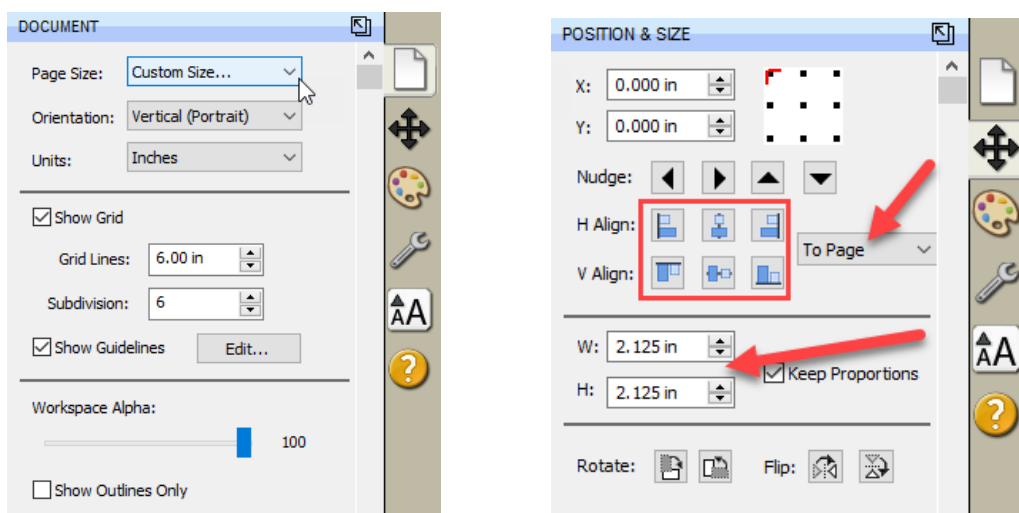 DOCUMENT
Page Size: Custom Size...
Orientation: Vertical (Portrait)
Units: Inches
Show Grid
Grid Lines: 6.00 in
Subdivision: 6
Show Guidelines Edit...
Workspace Alpha:
100
Show Outlines Only
AA
?
POSITION & SIZE
X: 0.000 in
Y: 0.000 in
Nudge:
H Align:
To Page
V Align:
W: 2.125 in
Keep Proportions
H: 2.125 in
Rotate: Flip:
AA
?